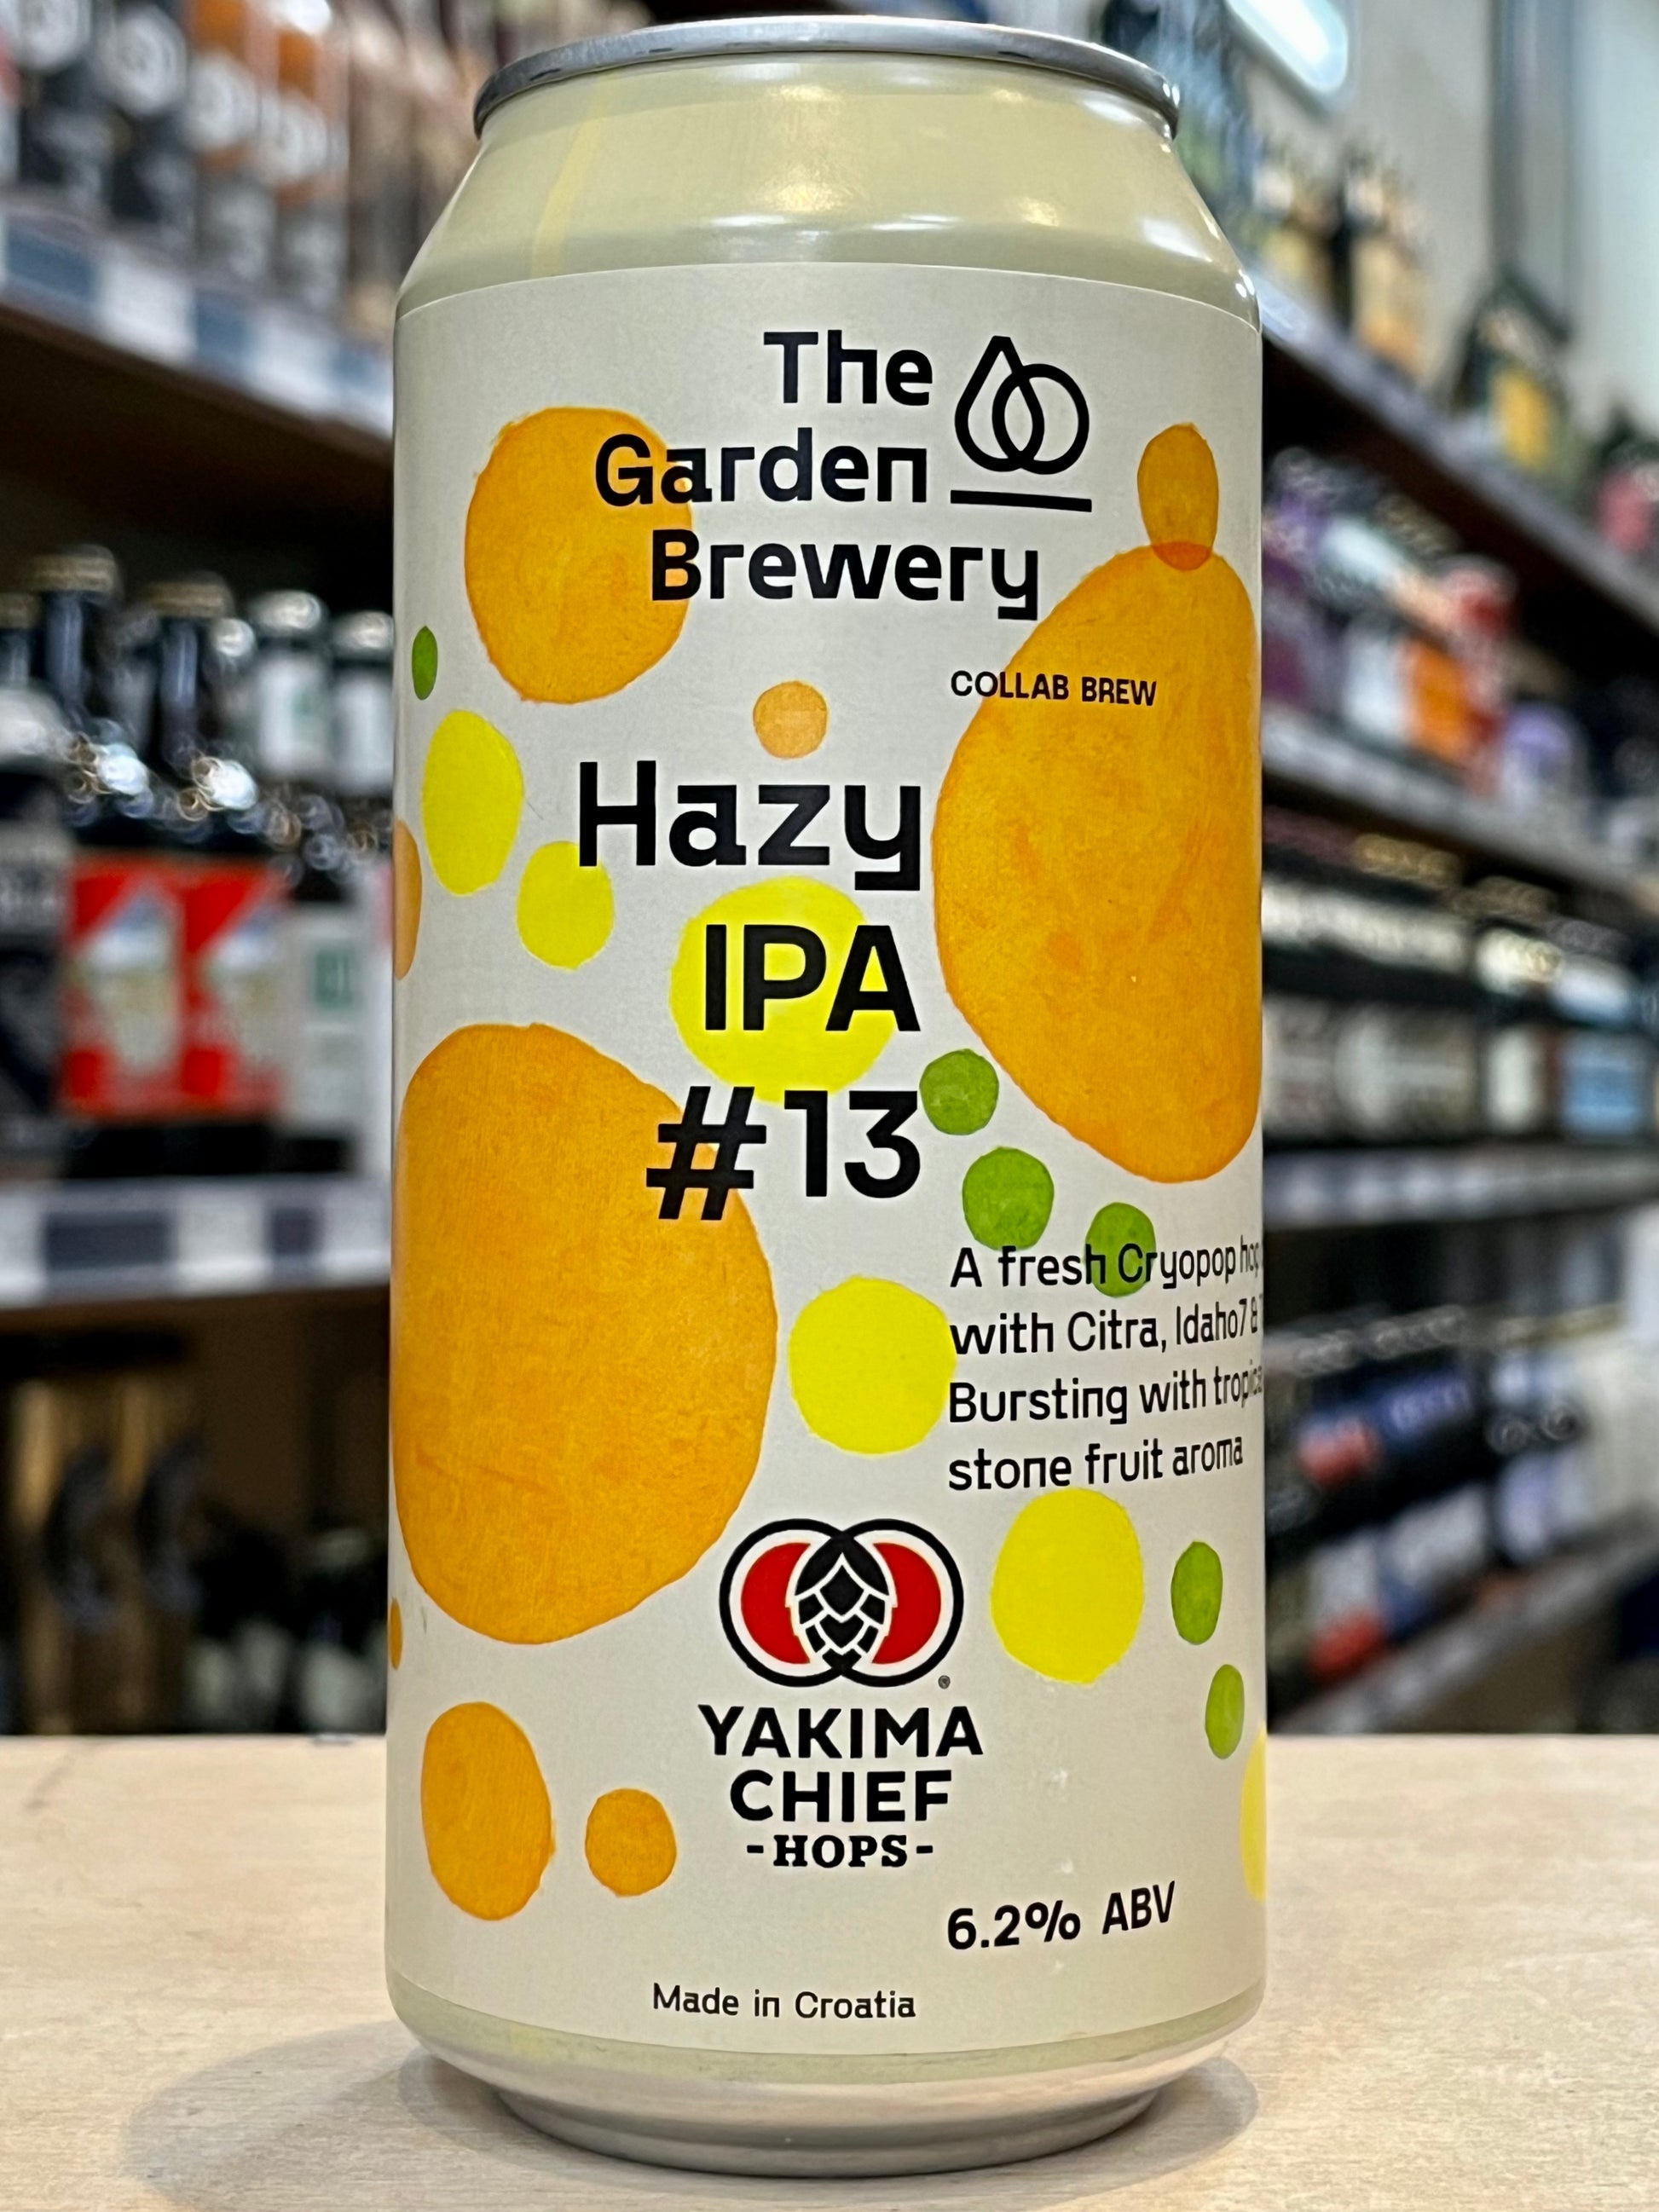 The
Garden
Brewery
COLLAB BREW
Hazy
IPA
#13
A fresh Cryopop
with Citra, Idaho7 &
Bursting with
stone fruit aroma
YAKIMA
CHIEF
-HOPS-
6.2% ABV
Made in Croatia